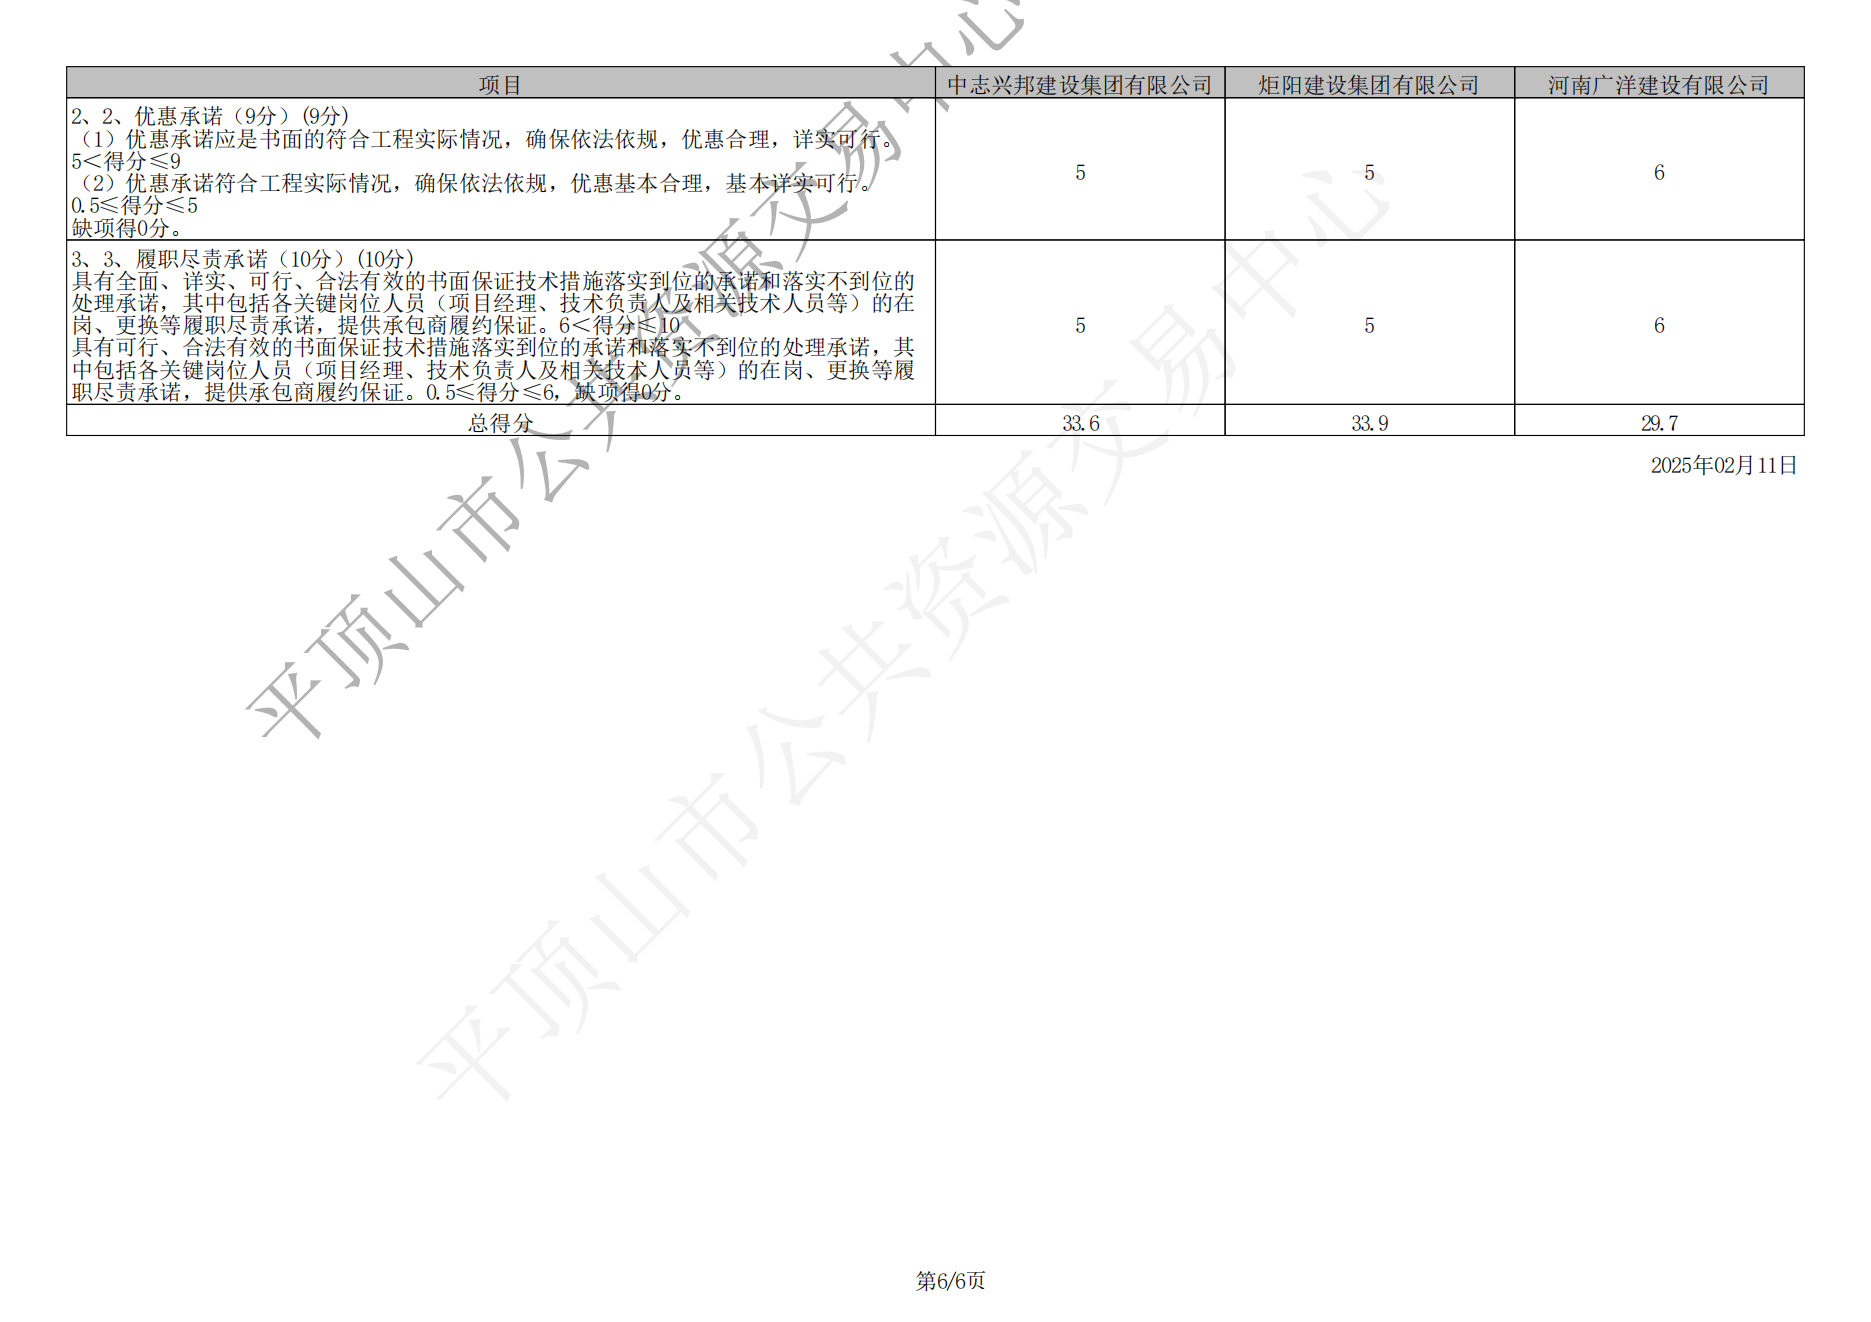 项目 中志兴邦建设集团有限公司 炬阳建设集团有限公司 河南广洋建设有限公司
2、2、优惠承诺（9分）(9分)
（1）优惠承诺应是书面的符合工程实际情况，确保依法依规，优惠合理，详实可行。
5＜得分≤9
（2）优惠承诺符合工程实际情况，确保依法依规，优惠基本合理，基本详实可行。
0.5≤得分≤5
缺项得0分。
5 5 6
3、3、履职尽责承诺（10分）(10分)
具有全面、详实、可行、合法有效的书面保证技术措施落实到位的承诺和落实不到位的
处理承诺，其中包括各关键岗位人员（项目经理、技术负责人及相关技术人员等）的在
岗、更换等履职尽责承诺，提供承包商履约保证。6＜得分≤10
具有可行、合法有效的书面保证技术措施落实到位的承诺和落实不到位的处理承诺，其
中包括各关键岗位人员（项目经理、技术负责人及相关技术人员等）的在岗、更换等履
职尽责承诺，提供承包商履约保证。0.5≤得分≤6，缺项得0分。
5 5 6
总得分 33.6 33.9 29.7
2025年02月11日
平顶山市公共资源交易中心
平顶山市公共资源交易中心
第6/6页